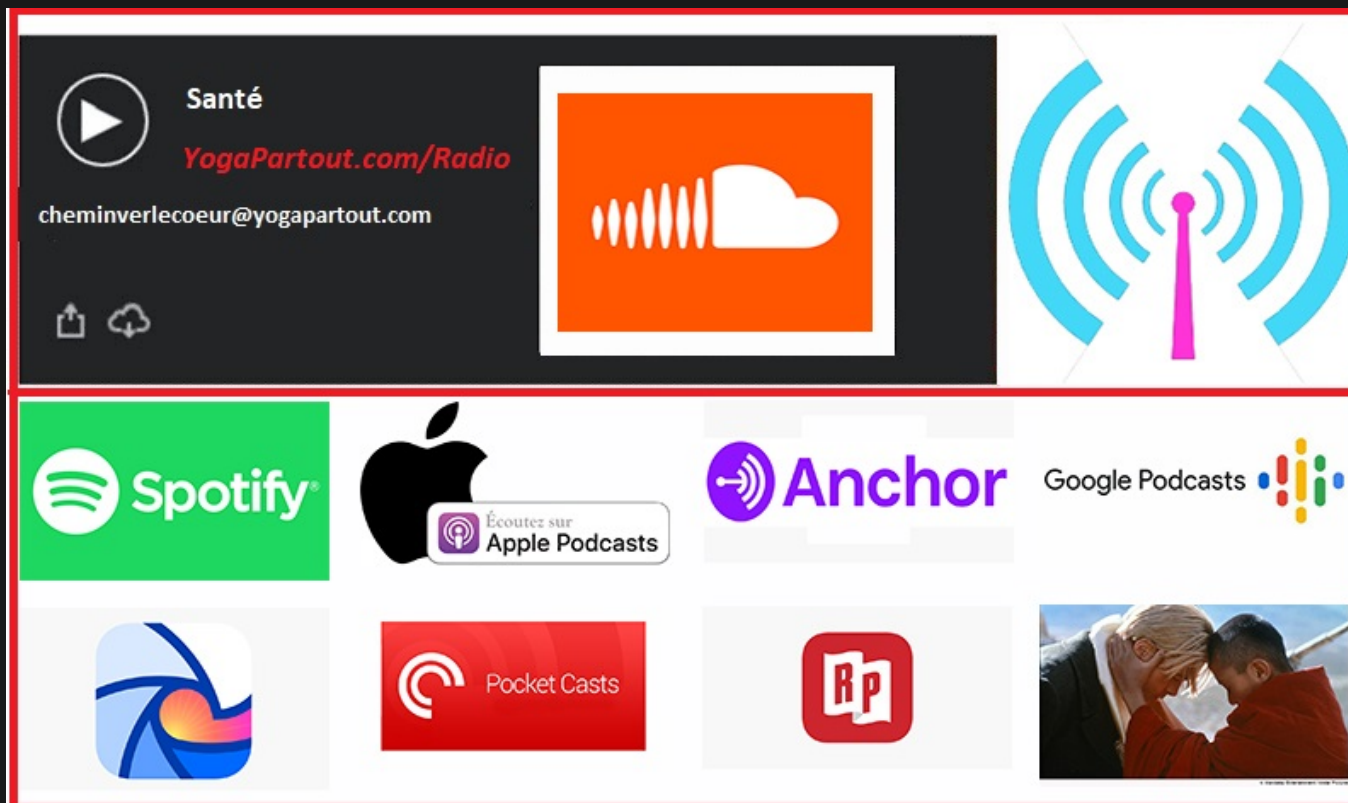 Santé
YogaPartout.com/Radio
cheminverlecoeur@yogapartout.com
Spotify®
Écoutez sur
Apple Podcasts
Anchor
Google Podcasts
Pocket Casts
RP